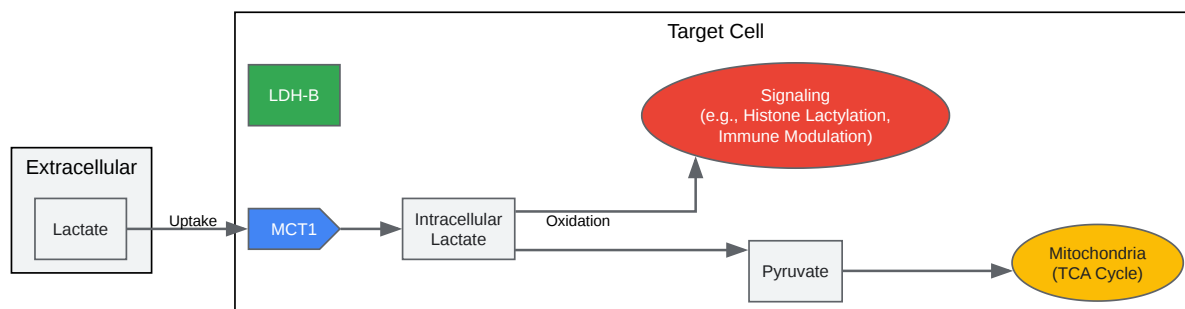 Target Cell
LDH-B
Signaling
(e.g., Histone Lactylation,
Immune Modulation)
Extracellular
Lactate
Uptake
MCT1
Intracellular
Lactate
Oxidation
Pyruvate
Mitochondria
(TCA Cycle)